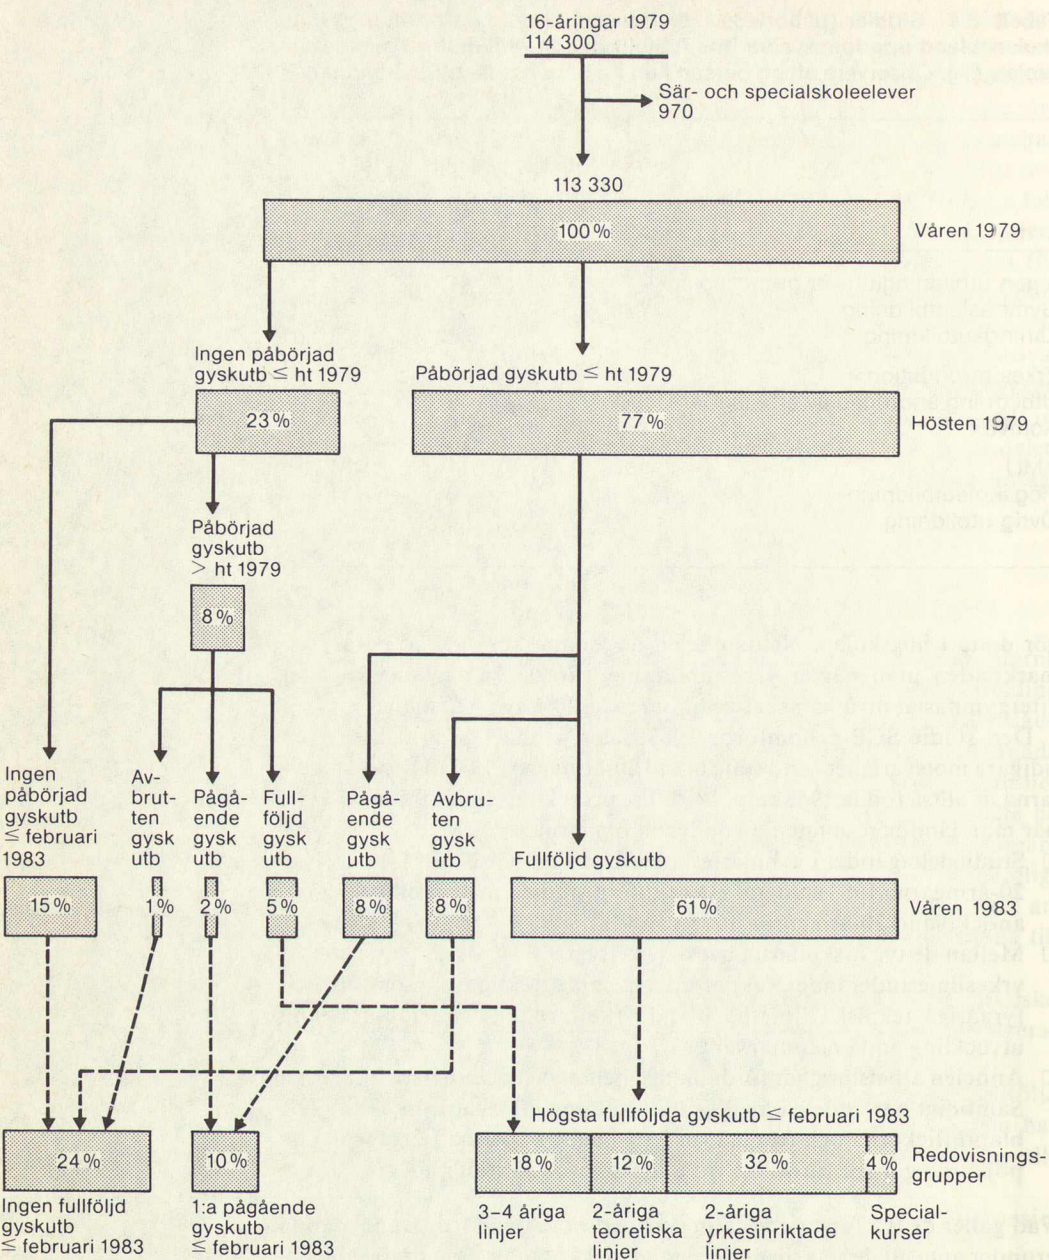 16-åringar 1979
114 300
Sär- och specialskoleelever
970
113 330
100%
Våren 1979
Ingen påbörjad
gyskutb ≤ ht 1979
Påbörjad gyskutb ≤ ht 1979
23%
77%
Hösten 1979
Påbörjad
gyskutb
> ht 1979
8%
Ingen
påbörjad
gyskutb
≤ februari
1983
Av-
brut-
ten
gysk
utb
Pågå-
ende
gysk
utb
Full-
följd
gysk
utb
Pågå-
ende
gysk
utb
Avbru-
ten
gysk
utb
Fullföljd gyskutb
15%
1%
2%
5%
8%
8%
61%
Våren 1983
Högsta fullföljda gyskutb ≤ februari 1983
24%
10%
18%
12%
32%
4%
Redovisnings-
grupper
Ingen fullföljd
gyskutb
≤ februari 1983
1:a pågående
gyskutb
≤ februari 1983
3–4 åriga
linjer
2-åriga
teoretiska
linjer
2-åriga
yrkesinriktade
linjer
Special-
kurser